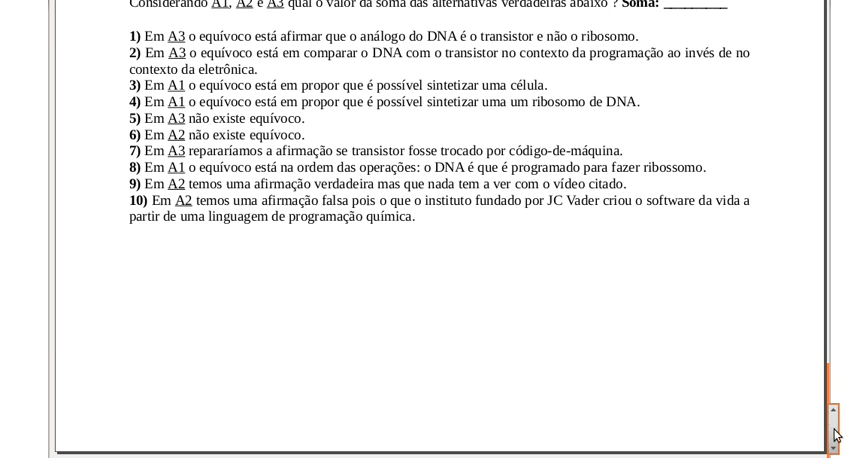 Considerando A1, A2 e A3 qual o valor da soma das alternativas verdadeiras abaixo ? Soma: _________
1) Em A3 o equívoco está afirmar que o análogo do DNA é o transistor e não o ribosomo.
2) Em A3 o equívoco está em comparar o DNA com o transistor no contexto da programação ao invés de no
contexto da eletrônica.
3) Em A1 o equívoco está em propor que é possível sintetizar uma célula.
4) Em A1 o equívoco está em propor que é possível sintetizar uma um ribosomo de DNA.
5) Em A3 não existe equívoco.
6) Em A2 não existe equívoco.
7) Em A3 repararíamos a afirmação se transistor fosse trocado por código-de-máquina.
8) Em A1 o equívoco está na ordem das operações: o DNA é que é programado para fazer ribossomo.
9) Em A2 temos uma afirmação verdadeira mas que nada tem a ver com o vídeo citado.
10) Em A2 temos uma afirmação falsa pois o que o instituto fundado por JC Vader criou o software da vida a
partir de uma linguagem de programação química.